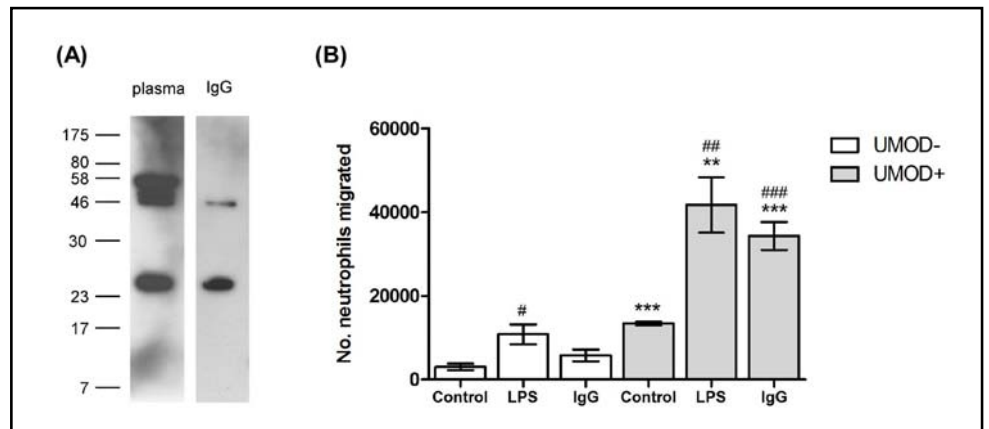 (A)
plasma IgG
175
80
58
46
30
23
17
7
(B)
No. neutrophils migrated
60000
40000
20000
0
#
***
##
**
###
***
Control LPS IgG Control LPS IgG
UMOD-
UMOD+